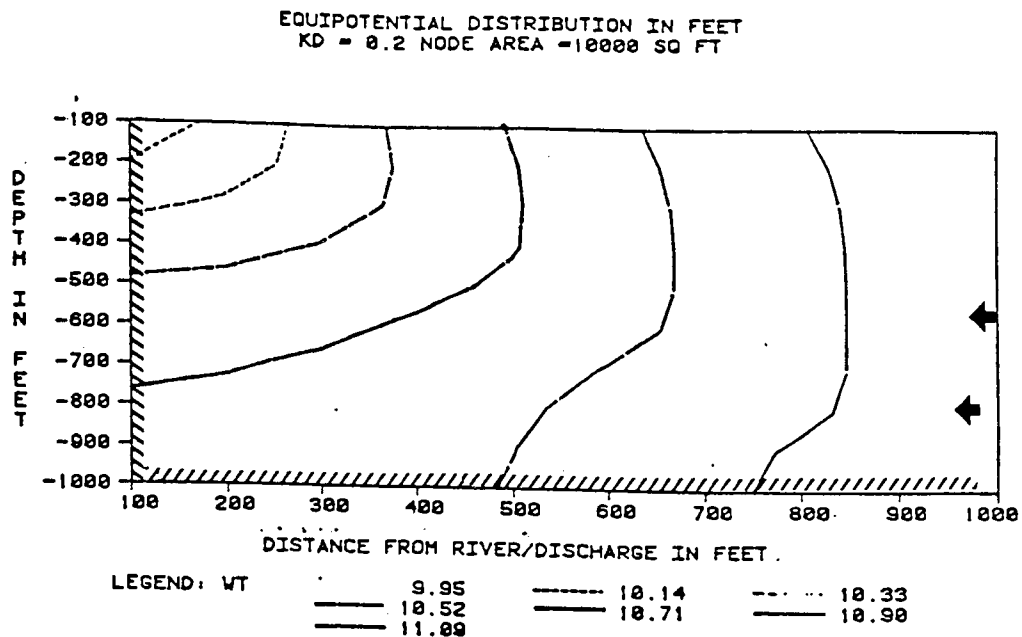 EQUIPOTENTIAL DISTRIBUTION IN FEET
KD = 0.2 NODE AREA =10000 SQ FT
DEPTH IN FEET
-100
-200
-300
-400
-500
-600
-700
-800
-900
-1000
100 200 300 400 500 600 700 800 900 1000
DISTANCE FROM RIVER/DISCHARGE IN FEET
LEGEND: WT 9.95 10.14 10.33
10.52 10.71 10.90
11.09